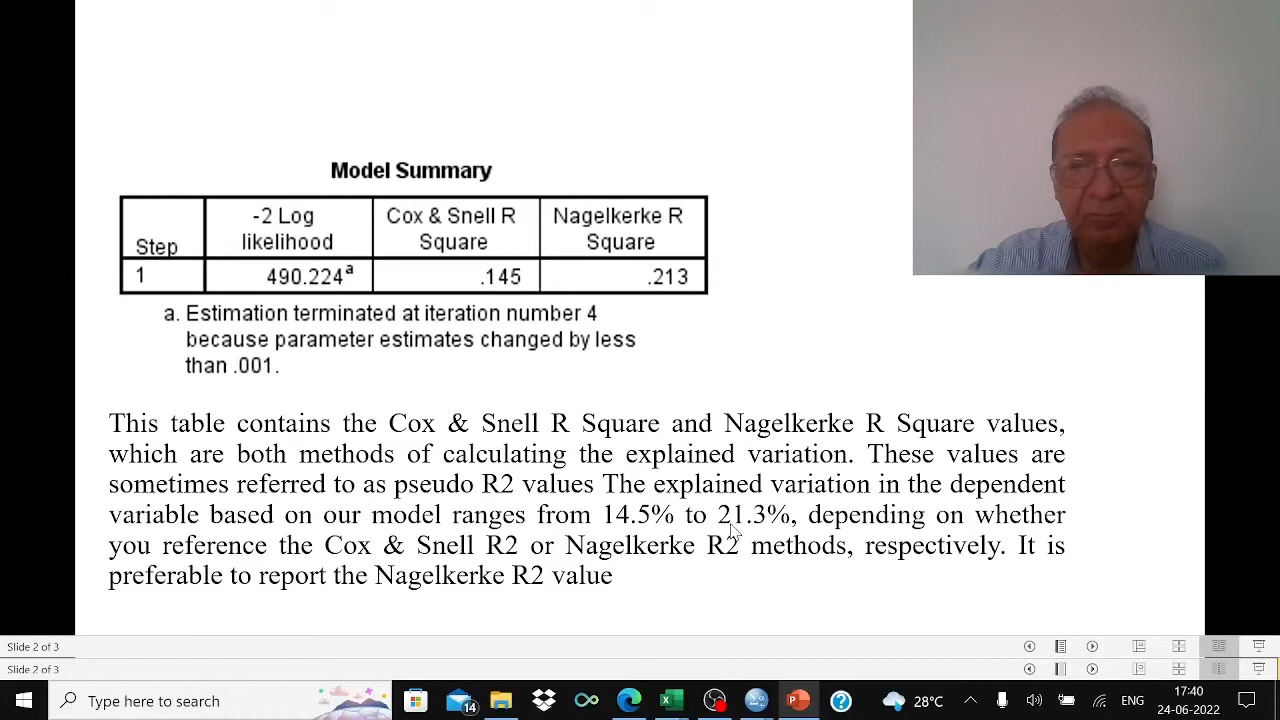 Model Summary
Step
-2 Log
likelihood
Cox & Snell R
Square
Nagelkerke R
Square
1
490.224a
.145
.213
a. Estimation terminated at iteration number 4
because parameter estimates changed by less
than .001.
This table contains the Cox & Snell R Square and Nagelkerke R Square values,
which are both methods of calculating the explained variation. These values are
sometimes referred to as pseudo R2 values The explained variation in the dependent
variable based on our model ranges from 14.5% to 21.3%, depending on whether
you reference the Cox & Snell R2 or Nagelkerke R2 methods, respectively. It is
preferable to report the Nagelkerke R2 value
Slide 2 of 3
Slide 2 of 3
Type here to search
14
28°C
ENG
17:40
24-06-2022